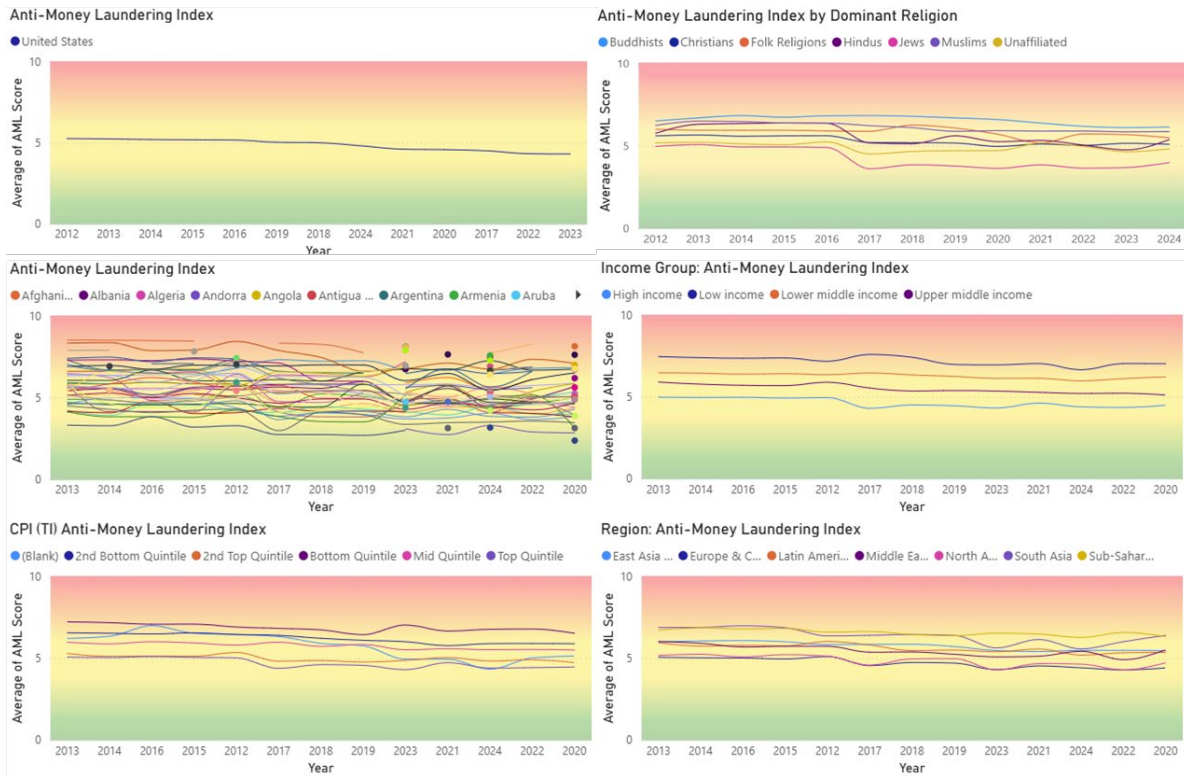 Anti-Money Laundering Index
United States
10
5
0
Average of AML Score
2012 2013 2014 2015 2016 2019 2018 2024 2021 2020 2017 2022 2023
Year
Anti-Money Laundering Index by Dominant Religion
Buddhists Christians Folk Religions Hindus Jews Muslims Unaffiliated
10
5
0
Average of AML Score
2012 2013 2014 2015 2016 2017 2018 2019 2020 2021 2022 2023 2024
Anti-Money Laundering Index
Afghani... Albania Algeria Andorra Angola Antigua ... Argentina Armenia Aruba
10
5
0
Average of AML Score
2013 2014 2016 2015 2012 2017 2018 2019 2023 2021 2024 2022 2020
Year
Income Group: Anti-Money Laundering Index
High income Low income Lower middle income Upper middle income
10
5
0
Average of AML Score
2013 2014 2016 2015 2012 2017 2018 2019 2023 2021 2024 2022 2020
Year
CPI (TI) Anti-Money Laundering Index
(Blank) 2nd Bottom Quintile 2nd Top Quintile Bottom Quintile Mid Quintile Top Quintile
10
5
0
Average of AML Score
2013 2014 2016 2015 2012 2017 2018 2019 2023 2021 2024 2022 2020
Year
Region: Anti-Money Laundering Index
East Asia ... Europe & C... Latin Ameri... Middle Ea... North A... South Asia Sub-Sahar...
10
5
0
Average of AML Score
2013 2014 2016 2015 2012 2017 2018 2019 2023 2021 2024 2022 2020
Year